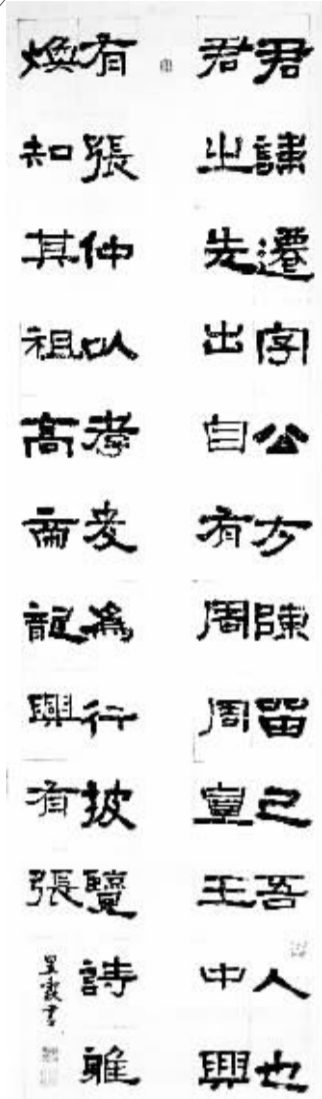 君諱遷字公方陳留己吾人也
君之先出自有周周宣王中興
有張仲以孝友為行披覽詩雅
煥知其祖高帝龍興有張
書